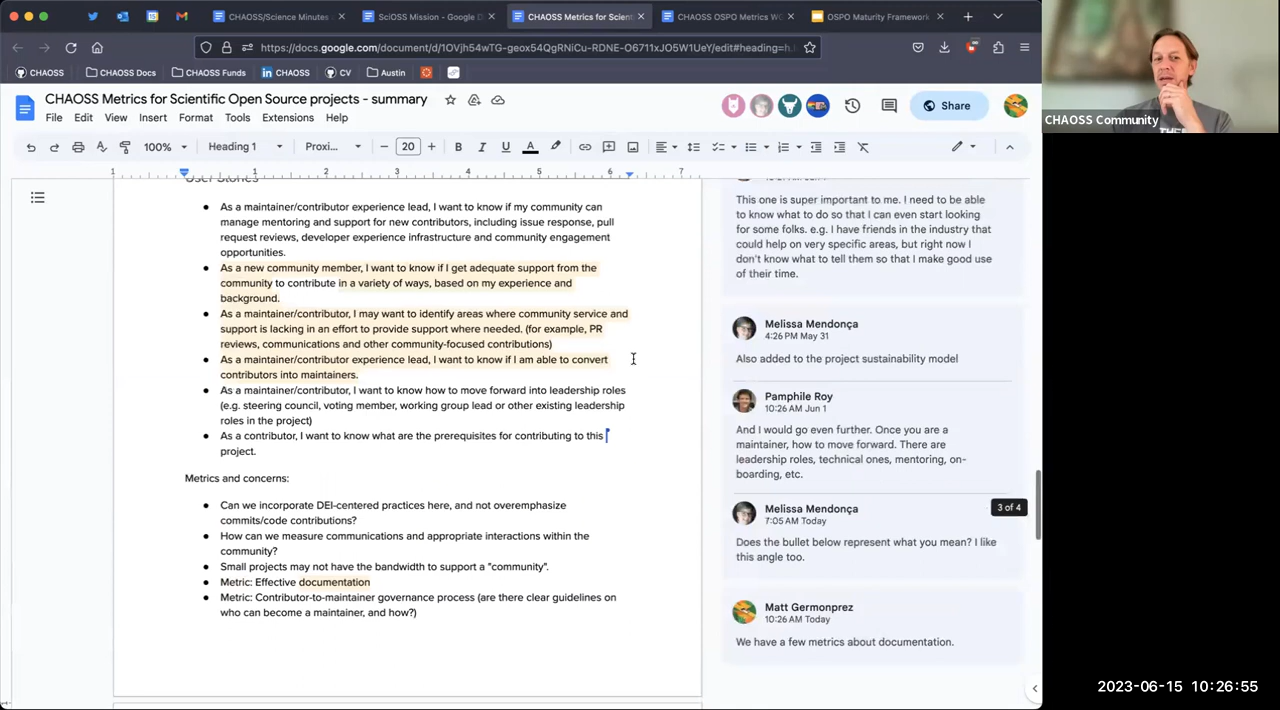 CHAOSS/Science Minutes
SciOSS Mission - Google D
CHAOSS Metrics for Scient
CHAOSS OSPO Metrics WG
OSPO Maturity Framework
https://docs.google.com/document/d/1OVjh54wTG-geox54QgRNiCu-RDNE-O6711xJO5W1UeY/edit#heading=h.
CHAOSS
CHAOSS Docs
CHAOSS Funds
CHAOSS
CV
Austin
CHAOSS Metrics for Scientific Open Source projects - summary
File Edit View Insert Format Tools Extensions Help
Share
100% Heading 1 Proxi... 20
1 1 2 3 4 5 6 7
User Stories
As a maintainer/contributor experience lead, I want to know if my community can
manage mentoring and support for new contributors, including issue response, pull
request reviews, developer experience infrastructure and community engagement
opportunities.
As a new community member, I want to know if I get adequate support from the
community to contribute in a variety of ways, based on my experience and
background.
As a maintainer/contributor, I may want to identify areas where community service and
support is lacking in an effort to provide support where needed. (for example, PR
reviews, communications and other community-focused contributions)
As a maintainer/contributor experience lead, I want to know if I am able to convert
contributors into maintainers.
As a maintainer/contributor, I want to know how to move forward into leadership roles
(e.g. steering council, voting member, working group lead or other existing leadership
roles in the project)
As a contributor, I want to know what are the prerequisites for contributing to this
project.
Metrics and concerns:
Can we incorporate DEI-centered practices here, and not overemphasize
commits/code contributions?
How can we measure communications and appropriate interactions within the
community?
Small projects may not have the bandwidth to support a "community".
Metric: Effective documentation
Metric: Contributor-to-maintainer governance process (are there clear guidelines on
who can become a maintainer, and how?)
This one is super important to me. I need to be able
to know what to do so that I can even start looking
for some folks. e.g. I have friends in the industry that
could help on very specific areas, but right now I
don't know what to tell them so that I make good use
of their time.
Melissa Mendonça
4:26 PM May 31
Also added to the project sustainability model
Pamphile Roy
10:26 AM Jun 1
And I would go even further. Once you are a
maintainer, how to move forward. There are
leadership roles, technical ones, mentoring, on-
boarding, etc.
Melissa Mendonça
7:05 AM Today
Does the bullet below represent what you mean? I like
this angle too.
3 of 4
Matt Germonprez
10:26 AM Today
We have a few metrics about documentation.
CHAOSS Community
2023-06-15 10:26:55